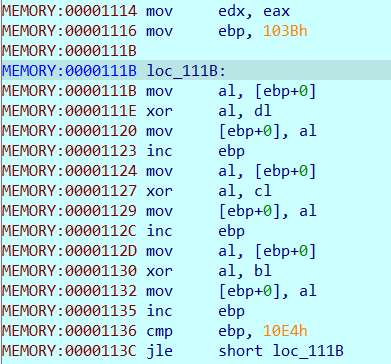 MEMORY:00001114 mov edx, eax
MEMORY:00001116 mov ebp, 103Bh
MEMORY:0000111B
MEMORY:0000111B loc_111B:
MEMORY:0000111B mov al, [ebp+0]
MEMORY:0000111E xor al, dl
MEMORY:00001120 mov [ebp+0], al
MEMORY:00001123 inc ebp
MEMORY:00001124 mov al, [ebp+0]
MEMORY:00001127 xor al, cl
MEMORY:00001129 mov [ebp+0], al
MEMORY:0000112C inc ebp
MEMORY:0000112D mov al, [ebp+0]
MEMORY:00001130 xor al, bl
MEMORY:00001132 mov [ebp+0], al
MEMORY:00001135 inc ebp
MEMORY:00001136 cmp ebp, 10E4h
MEMORY:0000113C jle short loc_111B